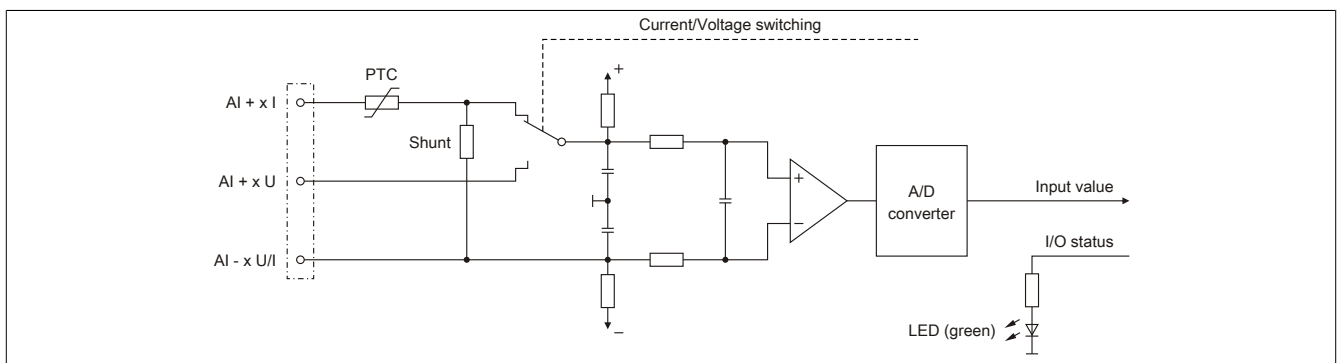 Current/Voltage switching
+
PTC
AI + x I
Shunt
AI + x U
+
A/D
converter
Input value
−
I/O status
AI - x U/I
LED (green)
−